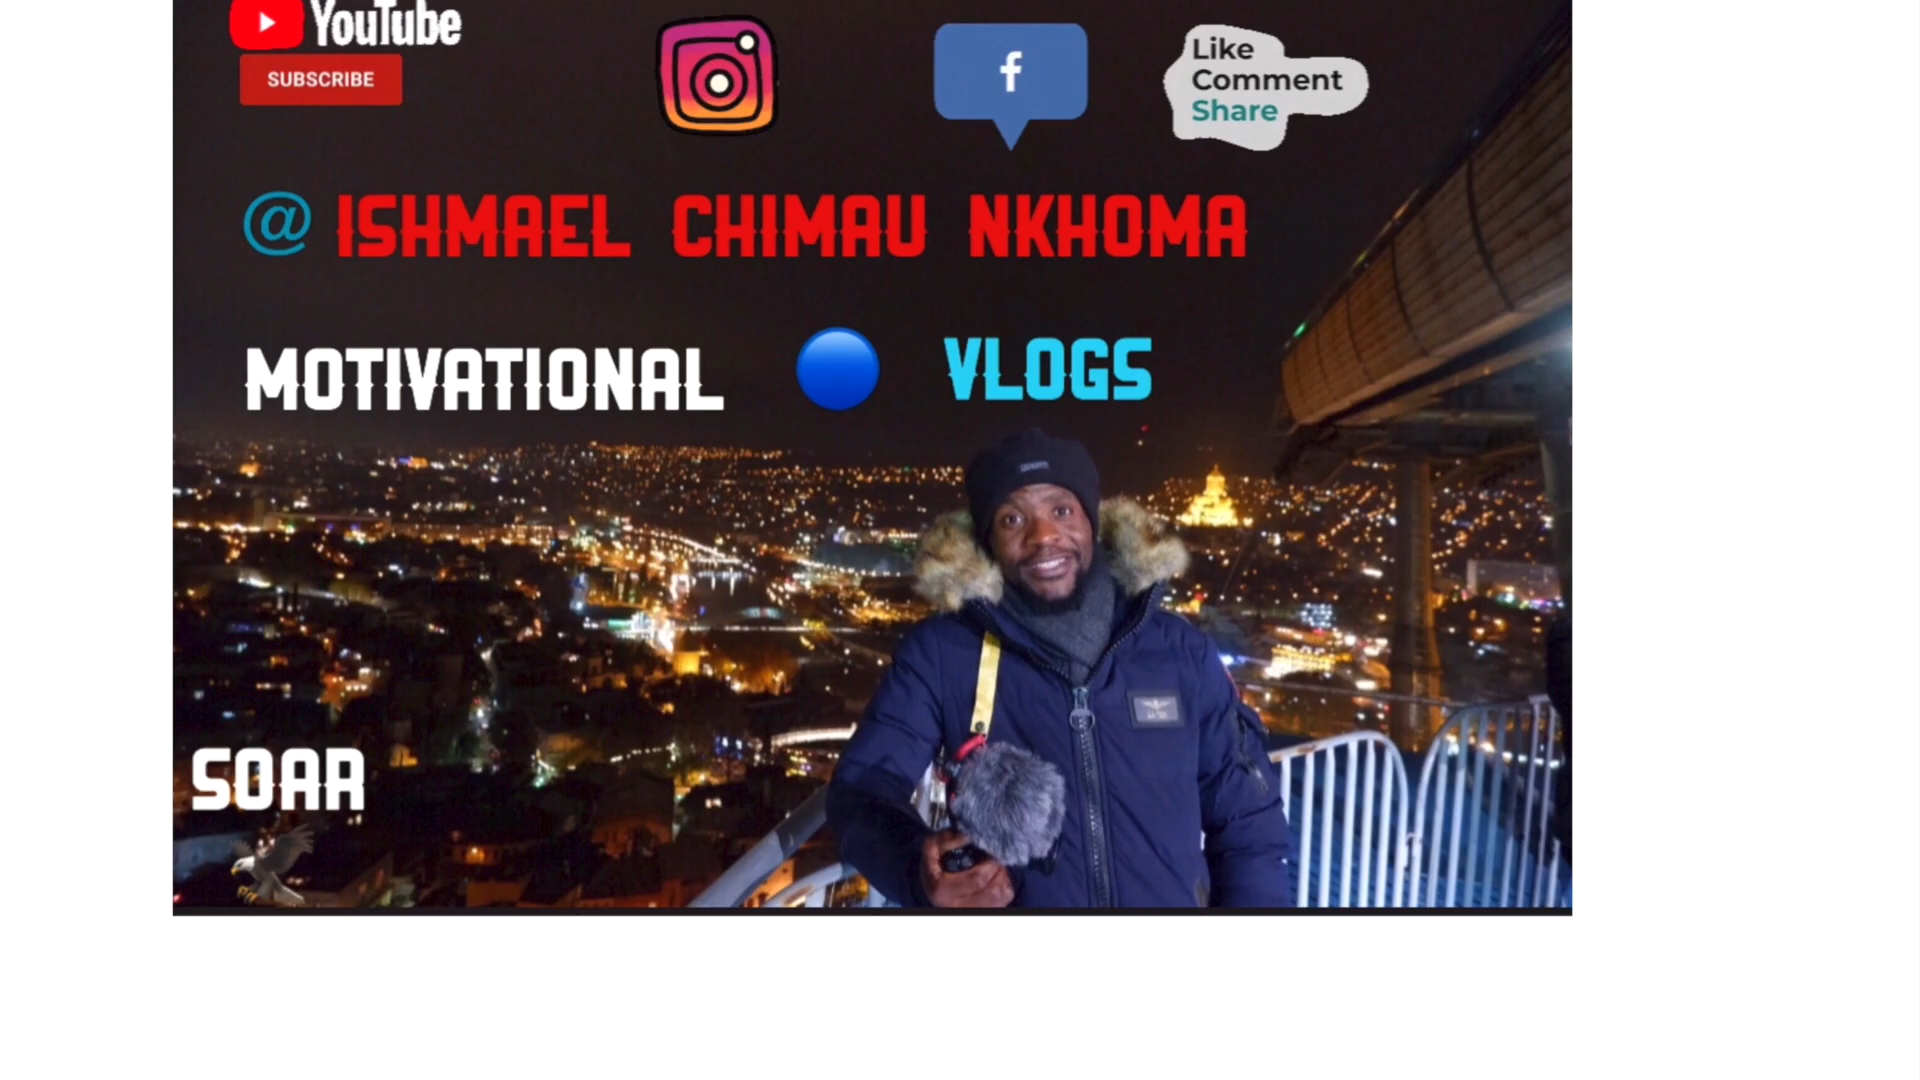 YouTube
SUBSCRIBE
f
Like
Comment
Share
@ ISHMAEL CHIMAU NKHOMA
MOTIVATIONAL VLOGS
SOAR